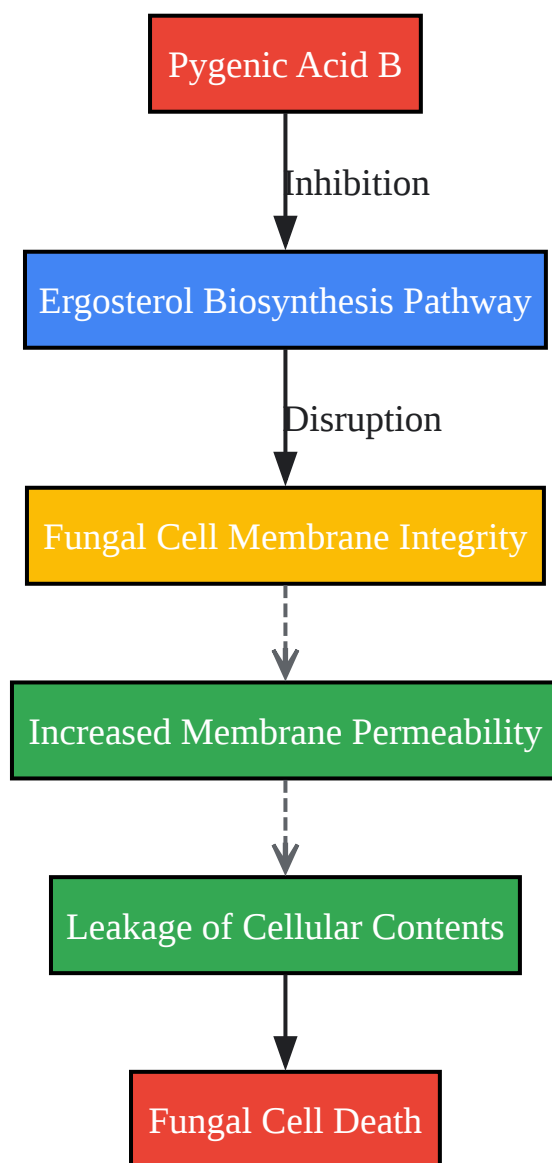 Pygenic Acid B
Inhibition
Ergosterol Biosynthesis Pathway
Disruption
Fungal Cell Membrane Integrity
Increased Membrane Permeability
Leakage of Cellular Contents
Fungal Cell Death